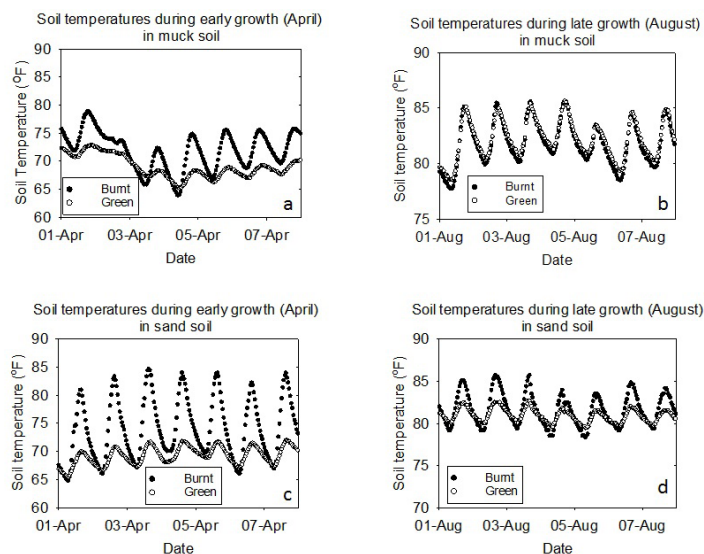 Soil temperatures during early growth (April)
in muck soil
Soil Temperature (⁰F)
90
85
80
75
70
65
60
Burnt
Green
a
01-Apr 03-Apr 05-Apr 07-Apr
Date
Soil temperatures during late growth (August)
in muck soil
Soil temperature (⁰F)
90
85
80
75
Burnt
Green
b
01-Aug 03-Aug 05-Aug 07-Aug
Date
Soil temperatures during early growth (April)
in sand soil
Soil temperature (⁰F)
90
85
80
75
70
65
60
Burnt
Green
c
01-Apr 03-Apr 05-Apr 07-Apr
Date
Soil temperatures during late growth (August)
in sand soil
Soil temperature (⁰F)
90
85
80
75
70
Burnt
Green
d
01-Aug 03-Aug 05-Aug 07-Aug
Date